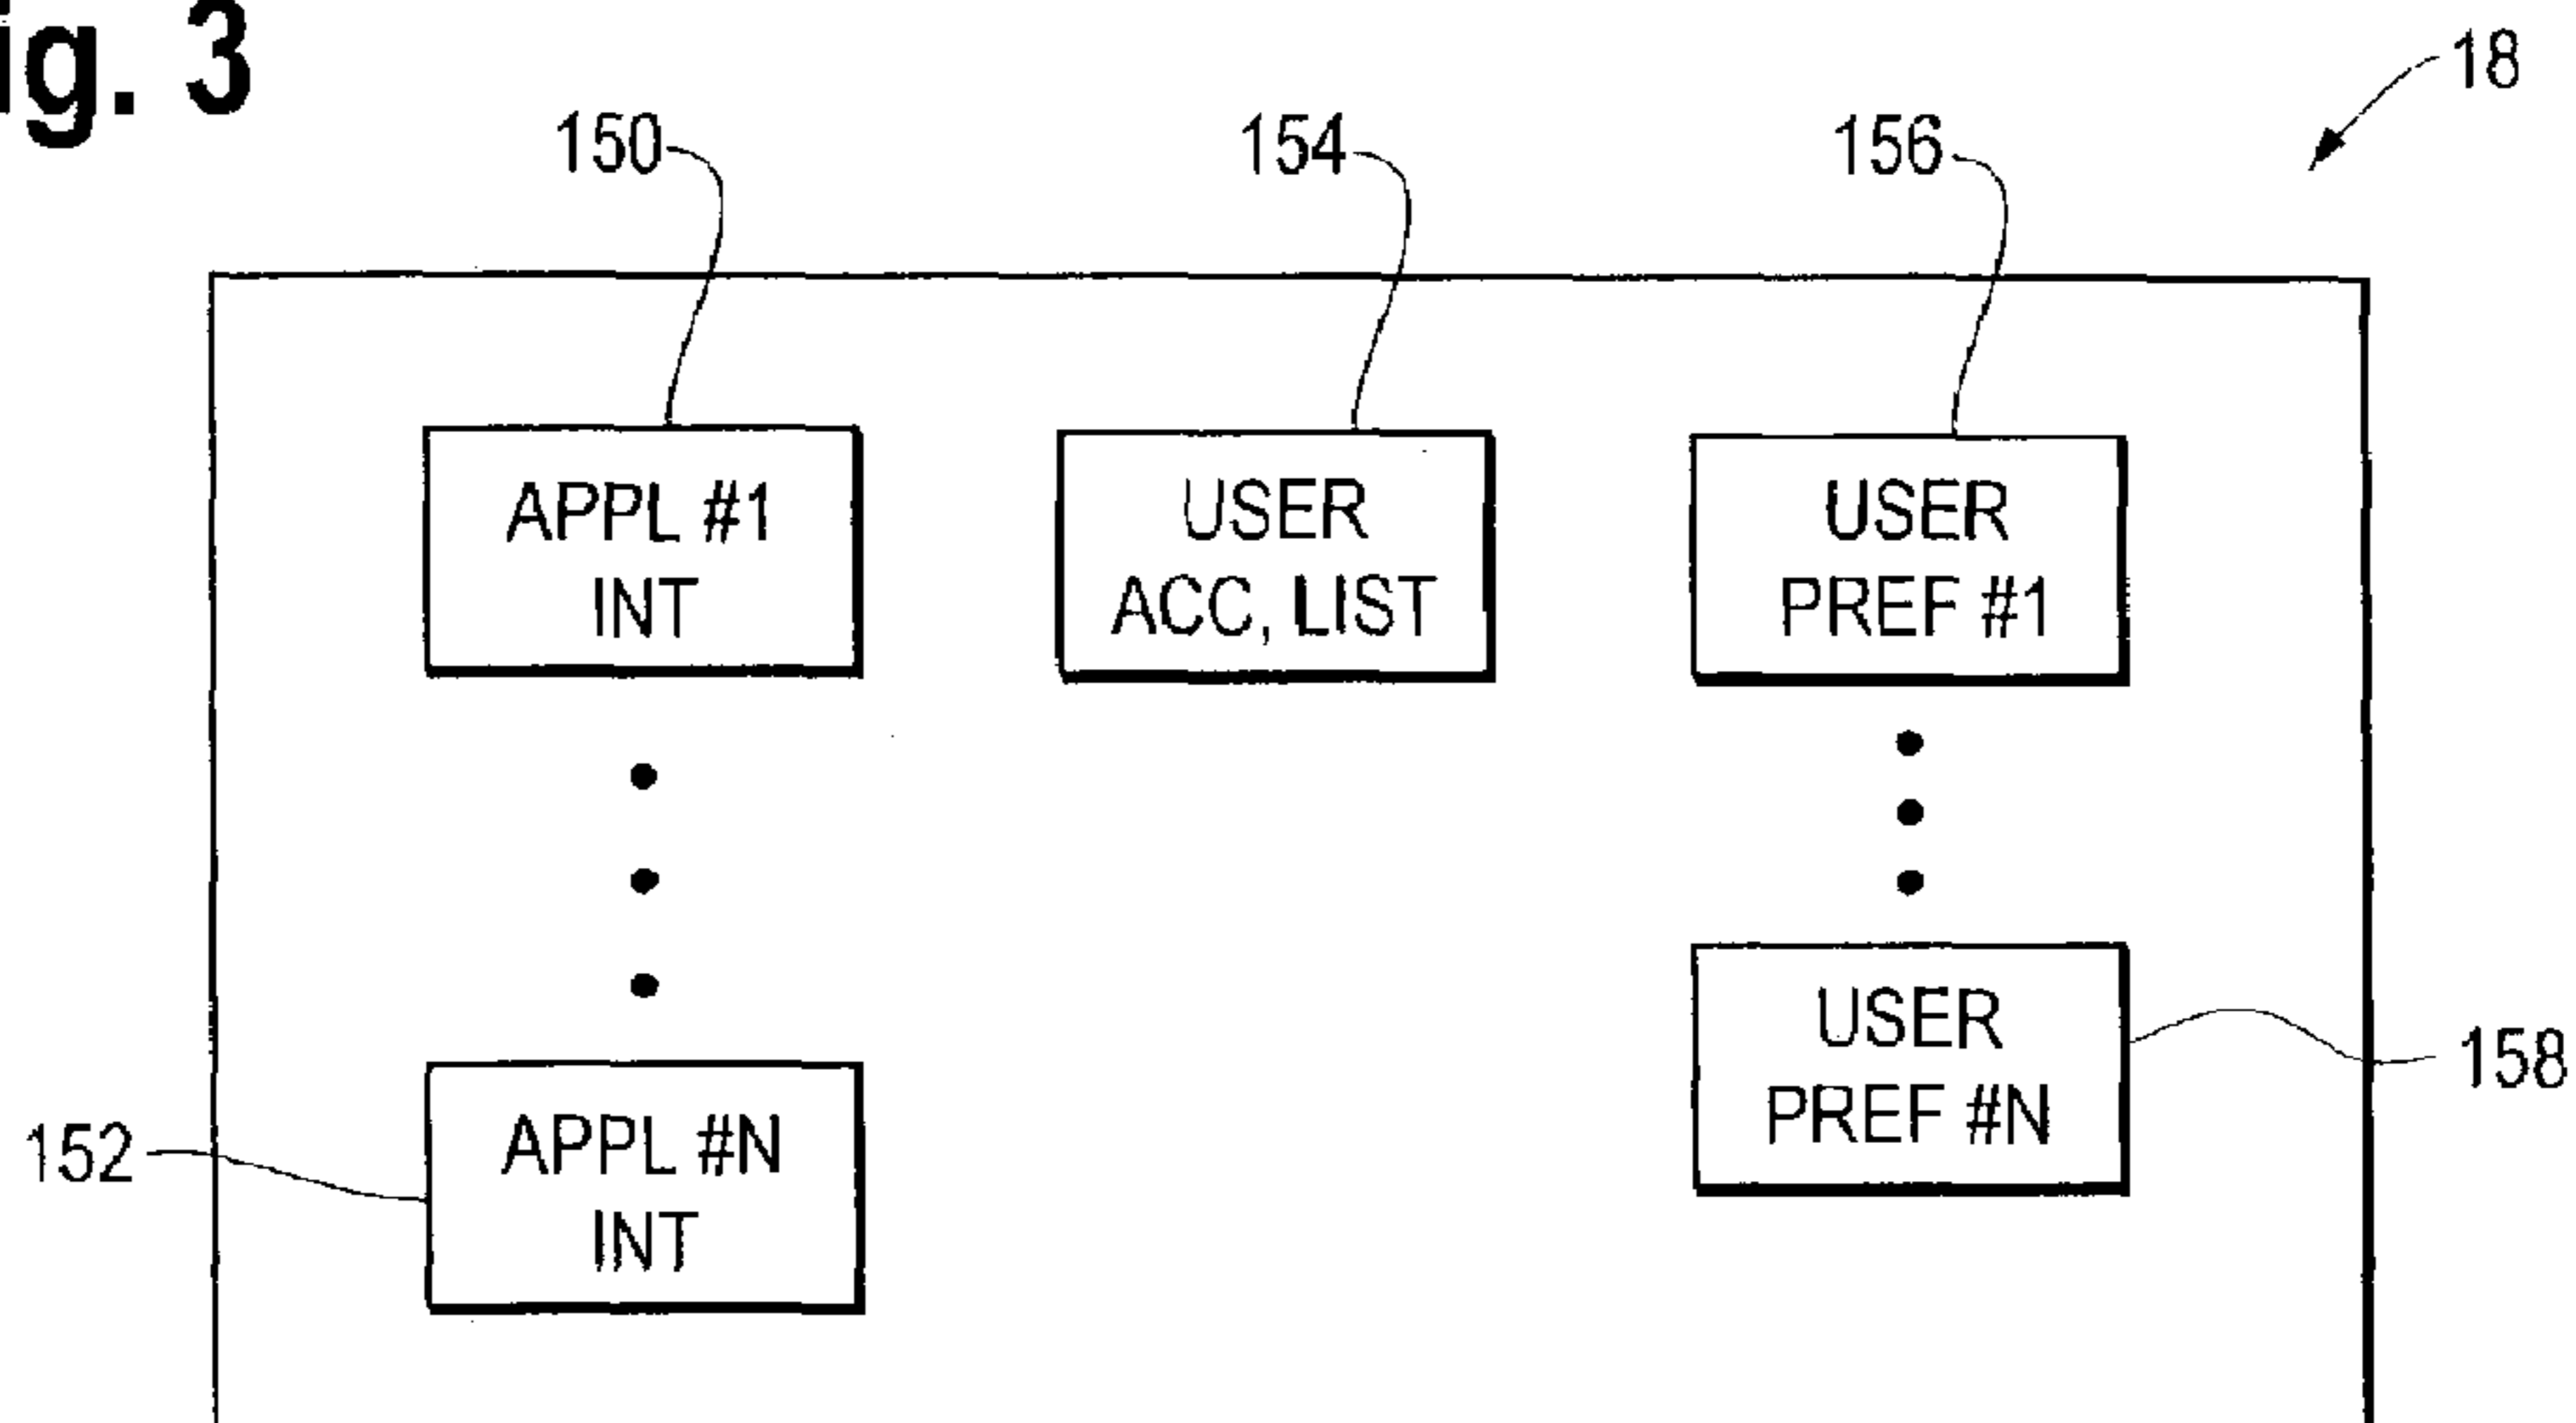 ig. 3
18
150
154
156
APPL #1
INT
USER
ACC, LIST
USER
PREF #1
USER
PREF #N
158
152
APPL #N
INT